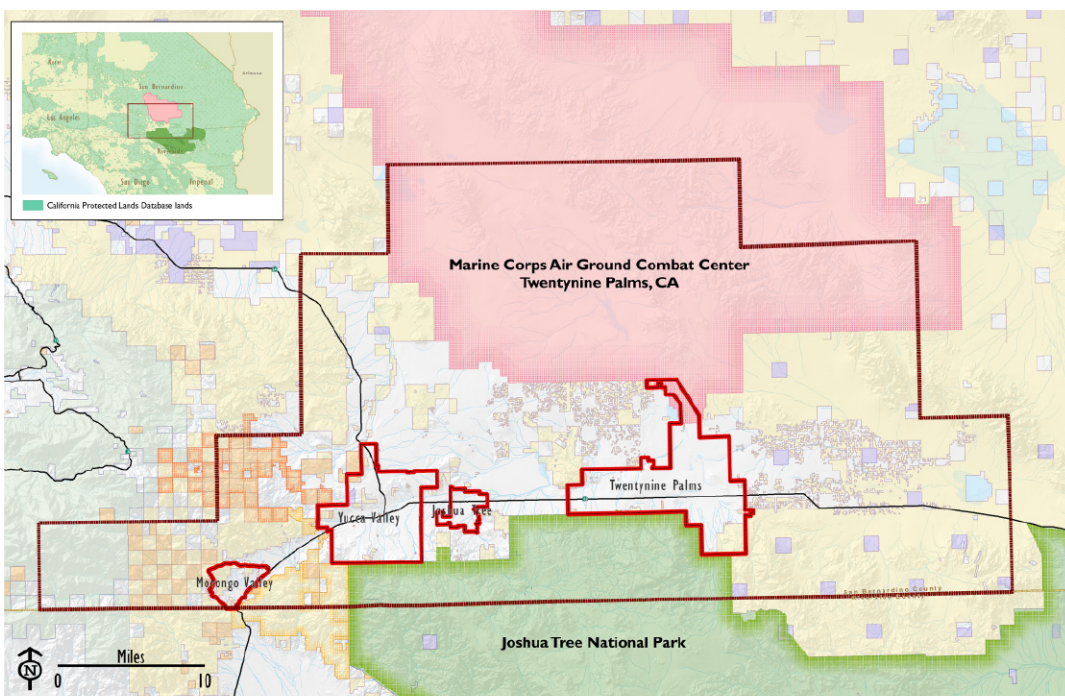 San Bernardino
Arizona
Los Angeles
San Diego
Imperial
California Protected Lands Database lands
Marine Corps Air Ground Combat Center
Twentynine Palms, CA
Twentynine Palms
Yucca Valley
Joshua Tree
Morongo Valley
San Bernardino County
Joshua Tree National Park
Miles
N
0
10